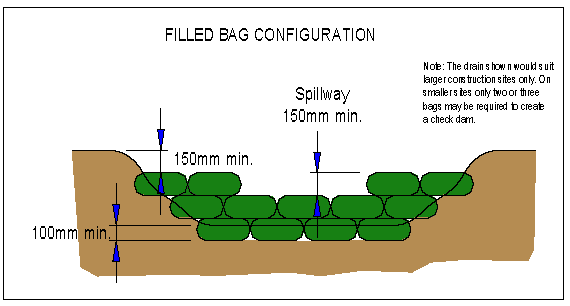 FILLED BAG CONFIGURATION
Note: The drain shown would suit
larger construction sites only. On
smaller sites only two or three
bags may be required to create
a check dam.
Spillway
150mm min.
150mm min.
100mm min.